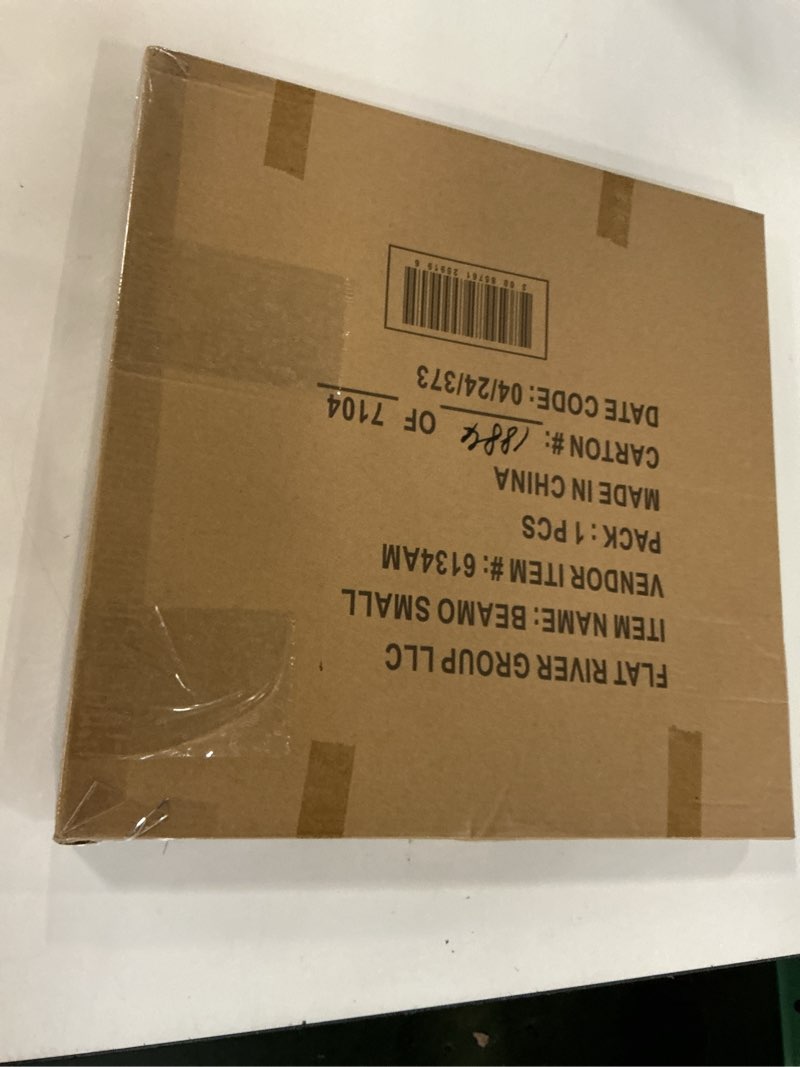 FLAT RIVER GROUP LLC
ITEM NAME: BEAMO SMALL
VENDOR ITEM #: 6134AM
PACK: 1 PCS
MADE IN CHINA
CARTON #: 1884 OF 7104
DATE CODE: 04/24/373